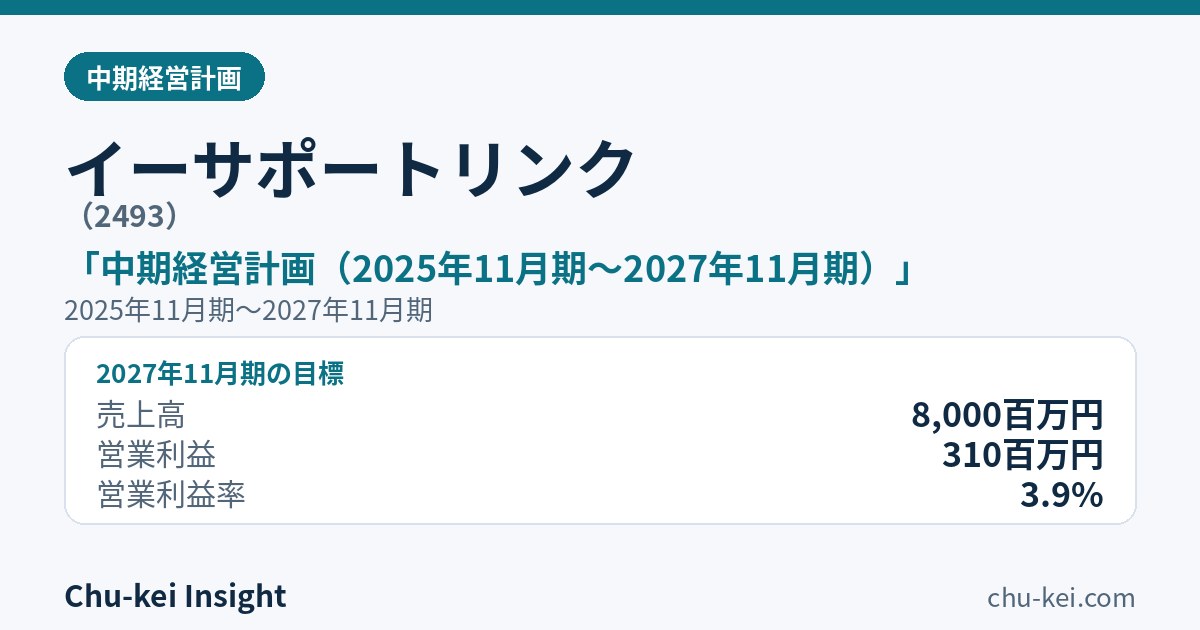 中期経営計画
イーサポートリンク
（2493）
「中期経営計画（2025年11月期～2027年11月期）」
2025年11月期～2027年11月期
2027年11月期の目標
売上高 8,000百万円
営業利益 310百万円
営業利益率 3.9%
Chu-kei Insight chu-kei.com